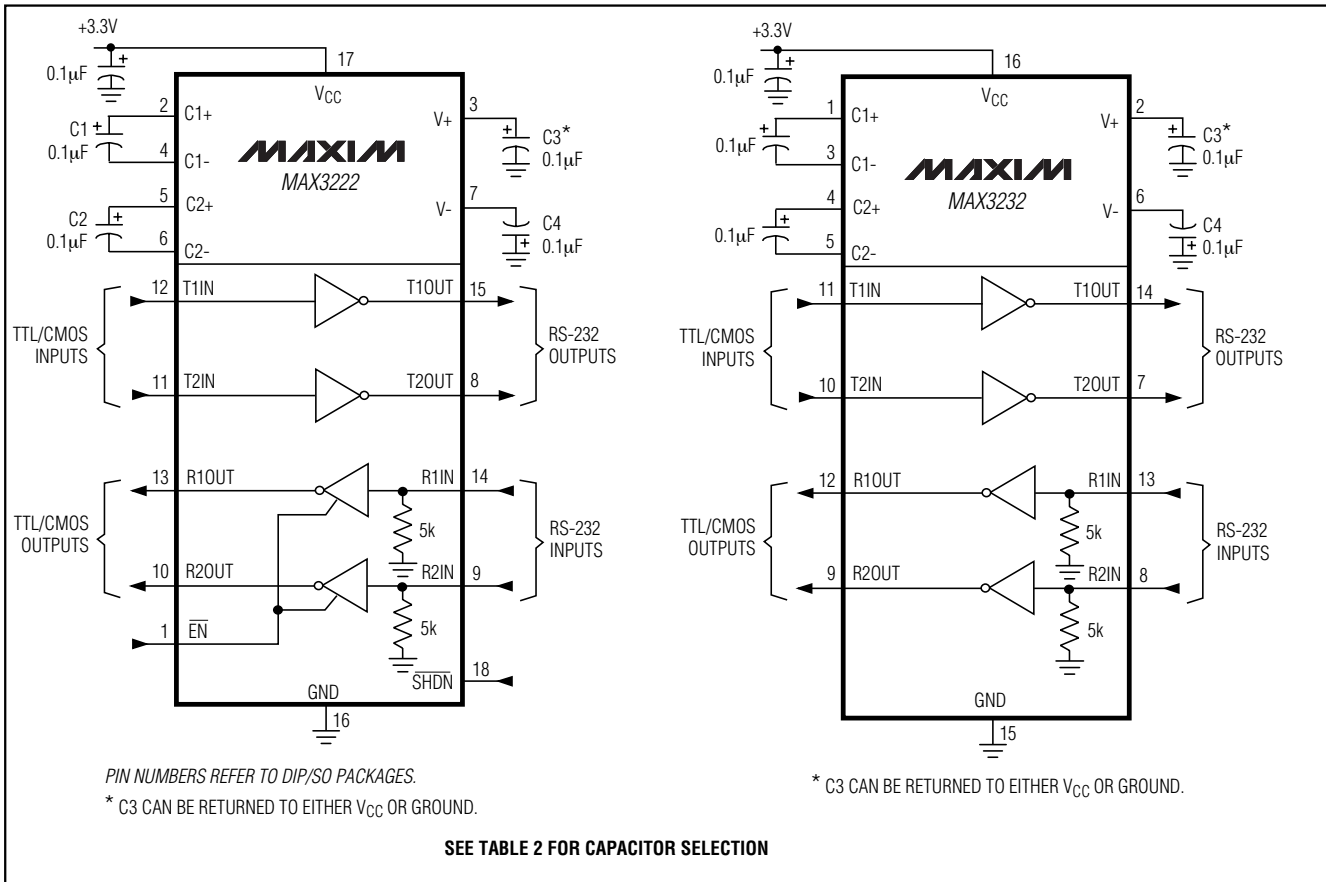 +3.3V
0.1µF
17
VCC
2
C1+
C1
0.1µF
4
C1-
MAXIM
MAX3222
V+
3
C3*
0.1µF
5
C2+
C2
0.1µF
6
C2-
V-
7
C4
0.1µF
12
T1IN
T1OUT
15
TTL/CMOS
INPUTS
RS-232
OUTPUTS
11
T2IN
T2OUT
8
13
R1OUT
R1IN
14
5k
TTL/CMOS
OUTPUTS
RS-232
INPUTS
10
R2OUT
R2IN
9
5k
1
EN
18
SHDN
GND
16
PIN NUMBERS REFER TO DIP/SO PACKAGES.
* C3 CAN BE RETURNED TO EITHER VCC OR GROUND.
+3.3V
0.1µF
16
VCC
1
C1+
0.1µF
3
C1-
MAXIM
MAX3232
V+
2
C3*
0.1µF
4
C2+
0.1µF
5
C2-
V-
6
C4
0.1µF
11
T1IN
T1OUT
14
TTL/CMOS
INPUTS
RS-232
OUTPUTS
10
T2IN
T2OUT
7
12
R1OUT
R1IN
13
5k
TTL/CMOS
OUTPUTS
RS-232
INPUTS
9
R2OUT
R2IN
8
5k
GND
15
* C3 CAN BE RETURNED TO EITHER VCC OR GROUND.
SEE TABLE 2 FOR CAPACITOR SELECTION